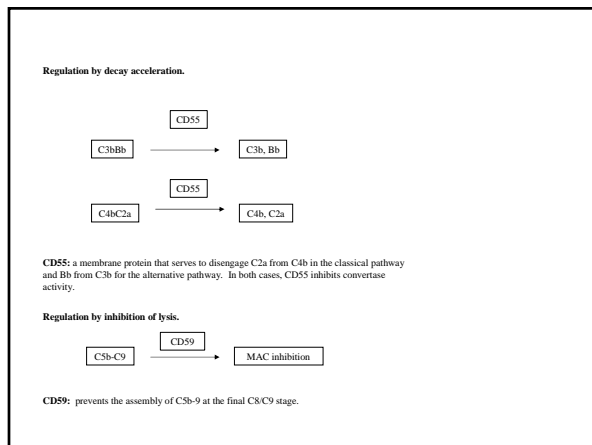 Regulation by decay acceleration.
CD55
C3bBb
C3b, Bb
CD55
C4bC2a
C4b, C2a
CD55: a membrane protein that serves to disengage C2a from C4b in the classical pathway
and Bb from C3b for the alternative pathway. In both cases, CD55 inhibits convertase
activity.
Regulation by inhibition of lysis.
CD59
C5b-C9
MAC inhibition
CD59: prevents the assembly of C5b-9 at the final C8/C9 stage.